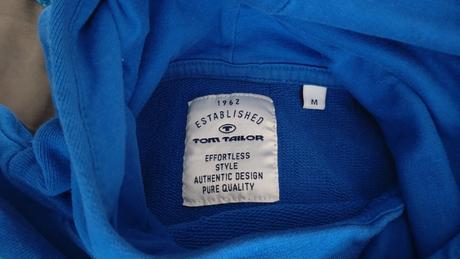 1962
ESTABLISHED
TOM TAILOR
EFFORTLESS
STYLE
AUTHENTIC DESIGN
PURE QUALITY
M